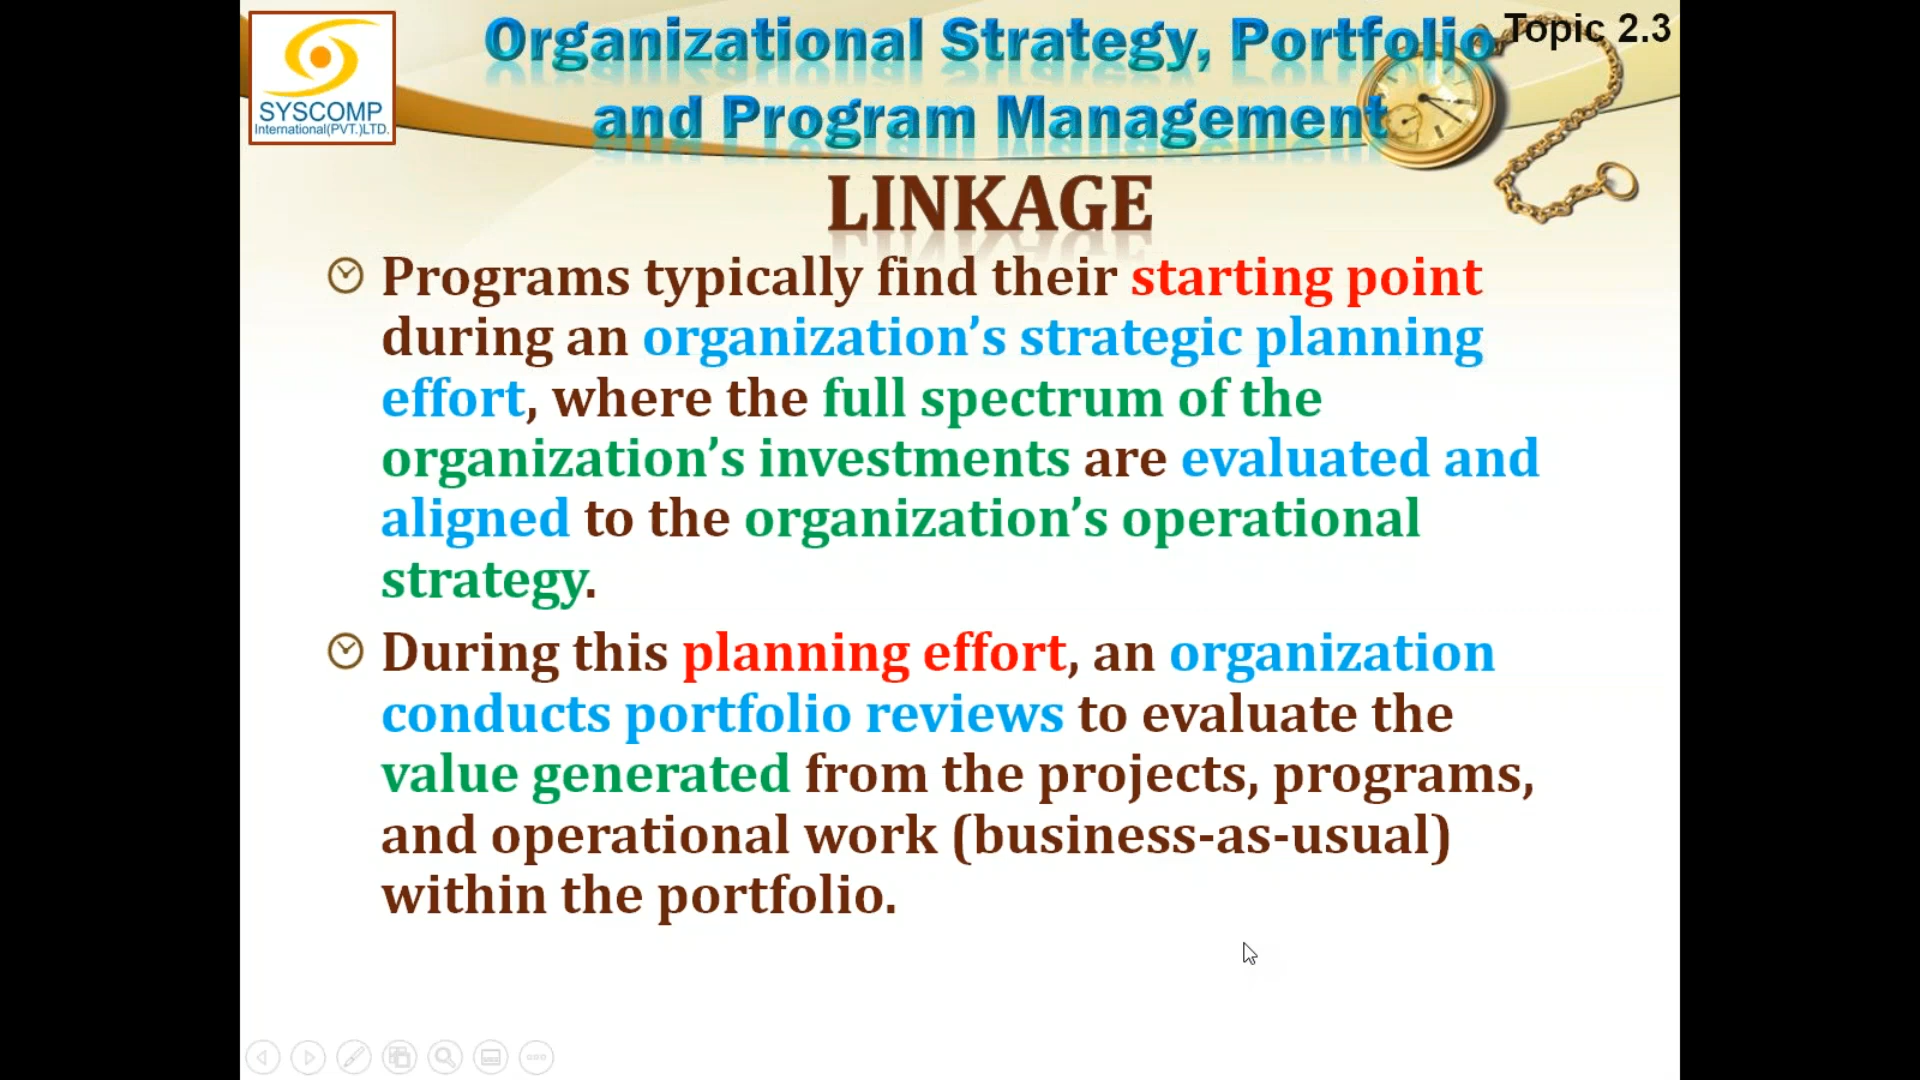 SYSCOMP
International(PVT.)LTD.
Organizational Strategy, Portfolio
and Program Management
Topic 2.3
LINKAGE
Programs typically find their starting point
during an organization’s strategic planning
effort, where the full spectrum of the
organization’s investments are evaluated and
aligned to the organization’s operational
strategy.
During this planning effort, an organization
conducts portfolio reviews to evaluate the
value generated from the projects, programs,
and operational work (business-as-usual)
within the portfolio.